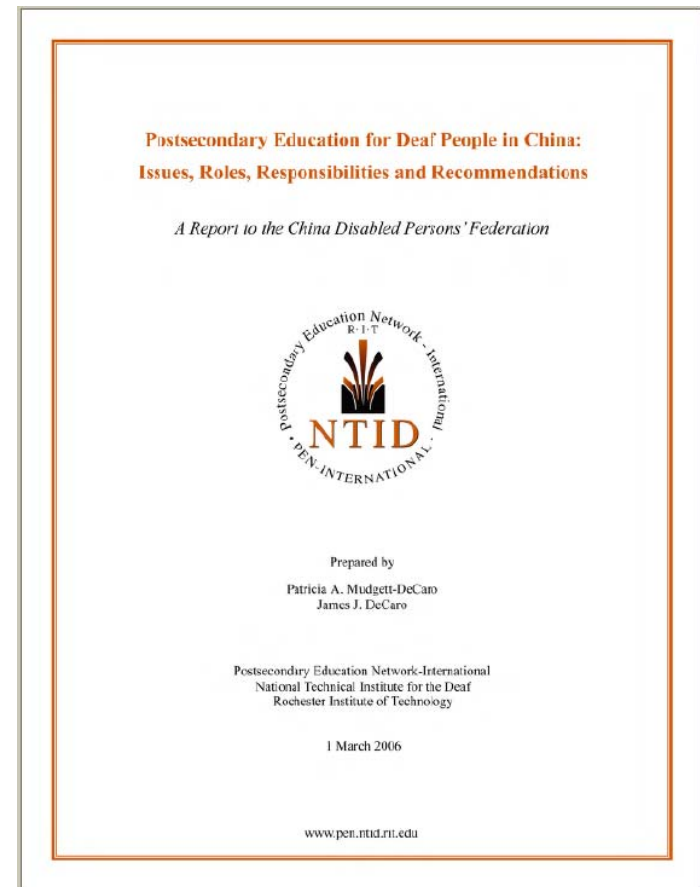 Postsecondary Education for Deaf People in China:
Issues, Roles, Responsibilities and Recommendations
A Report to the China Disabled Persons' Federation
Postsecondary Education Network - International
R·I·T
NTID
• PEN-INTERNATIONAL •
Prepared by
Patricia A. Mudgett-DeCaro
James J. DeCaro
Postsecondary Education Network-International
National Technical Institute for the Deaf
Rochester Institute of Technology
1 March 2006
www.pen.ntid.rit.edu